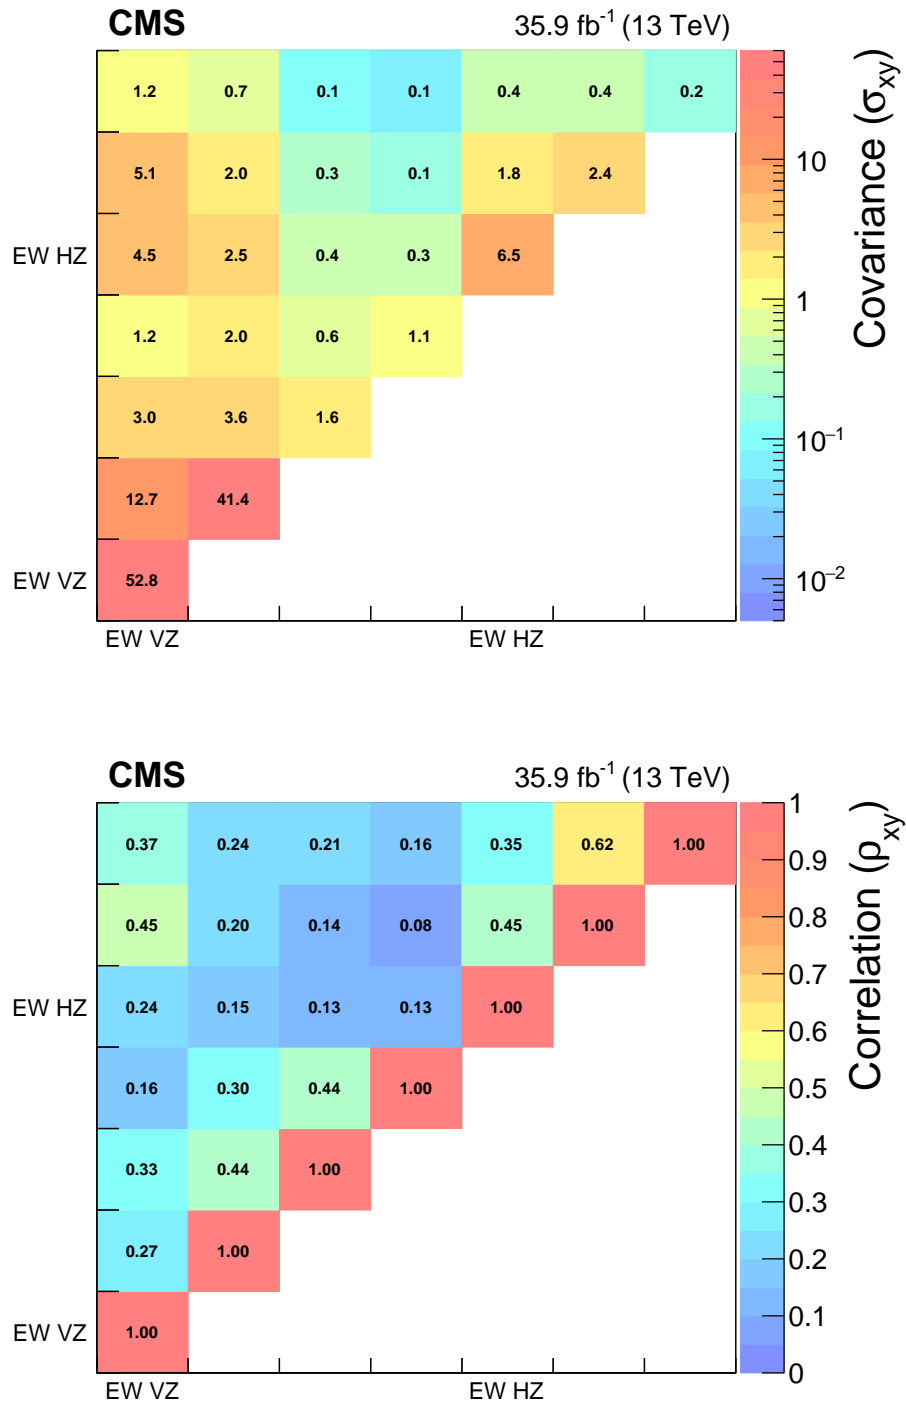 CMS 35.9 fb⁻¹ (13 TeV)
1.2 0.7 0.1 0.1 0.4 0.4 0.2
5.1 2.0 0.3 0.1 1.8 2.4
EW HZ 4.5 2.5 0.4 0.3 6.5
1.2 2.0 0.6 1.1
3.0 3.6 1.6
12.7 41.4
EW VZ 52.8
EW VZ EW HZ
10
1
10⁻¹
10⁻²
Covariance (σxy)
CMS 35.9 fb⁻¹ (13 TeV)
0.37 0.24 0.21 0.16 0.35 0.62 1.00
0.45 0.20 0.14 0.08 0.45 1.00
EW HZ 0.24 0.15 0.13 0.13 1.00
0.16 0.30 0.44 1.00
0.33 0.44 1.00
0.27 1.00
EW VZ 1.00
EW VZ EW HZ
1
0.9
0.8
0.7
0.6
0.5
0.4
0.3
0.2
0.1
0
Correlation (ρxy)